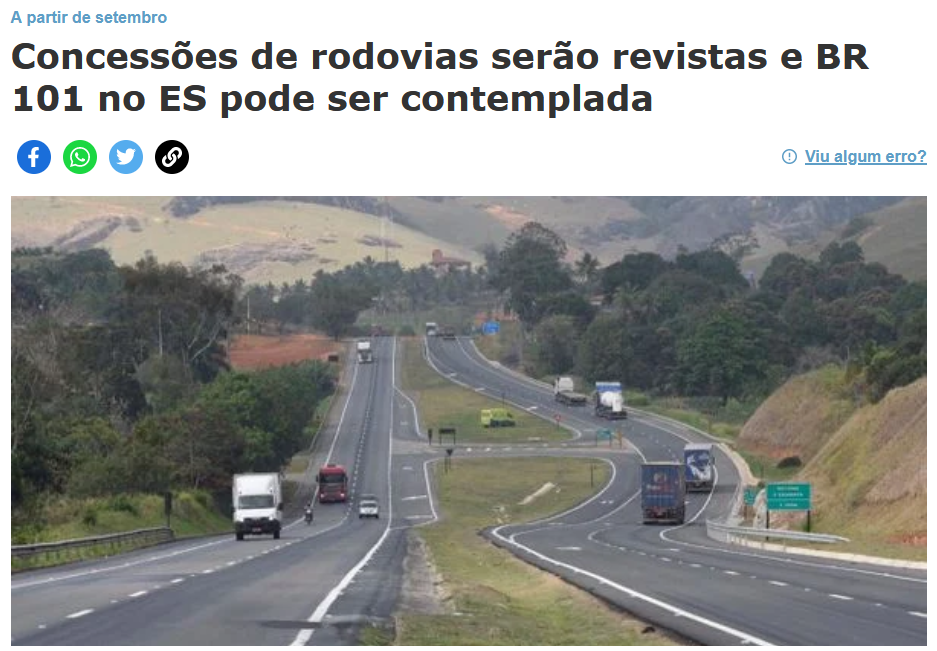 A partir de setembro
Concessões de rodovias serão revistas e BR
101 no ES pode ser contemplada
Viu algum erro?